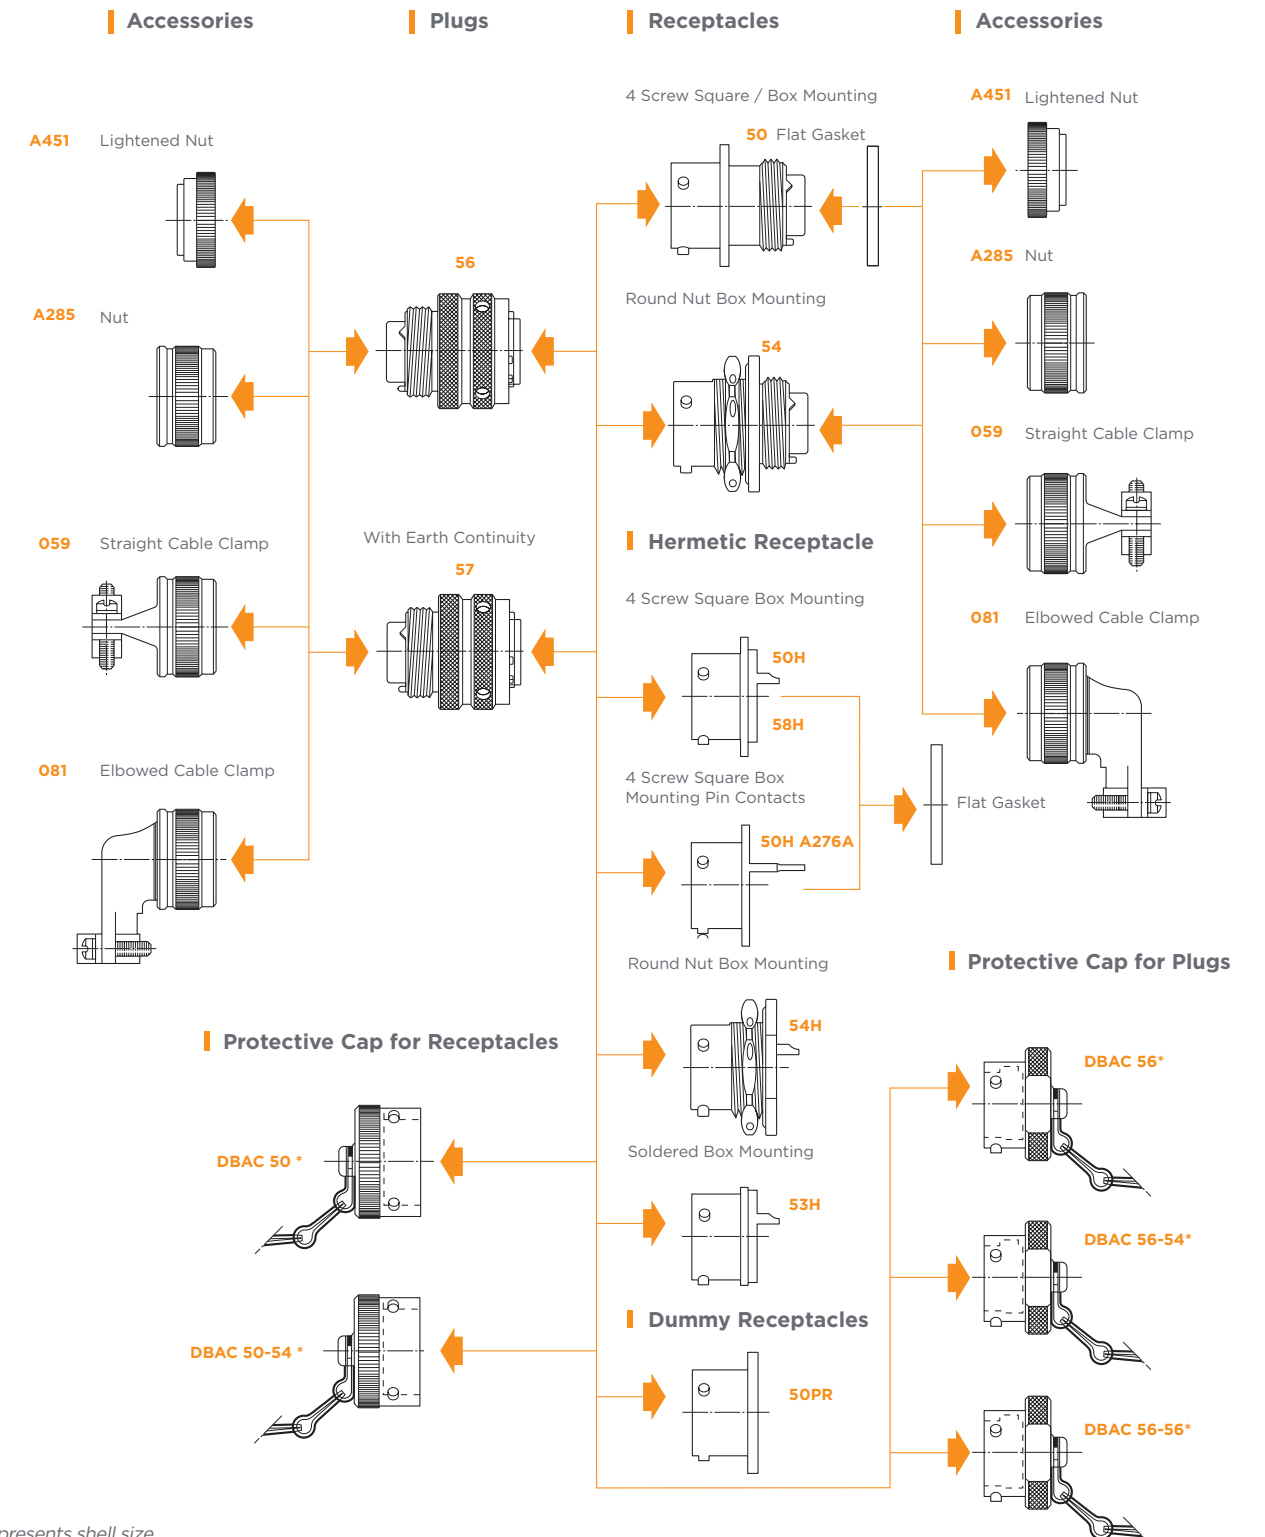 Accessories
Plugs
Receptacles
Accessories
4 Screw Square / Box Mounting
A451 Lightened Nut
50 Flat Gasket
A451 Lightened Nut
A285 Nut
56
Round Nut Box Mounting
A285 Nut
54
059 Straight Cable Clamp
059 Straight Cable Clamp
With Earth Continuity
57
Hermetic Receptacle
4 Screw Square Box Mounting
081 Elbowed Cable Clamp
50H
58H
081 Elbowed Cable Clamp
4 Screw Square Box
Mounting Pin Contacts
Flat Gasket
50H A276A
Round Nut Box Mounting
Protective Cap for Plugs
54H
Protective Cap for Receptacles
DBAC 56*
Soldered Box Mounting
DBAC 50 *
53H
DBAC 56-54*
Dummy Receptacles
DBAC 50-54 *
50PR
DBAC 56-56*
presents shell size